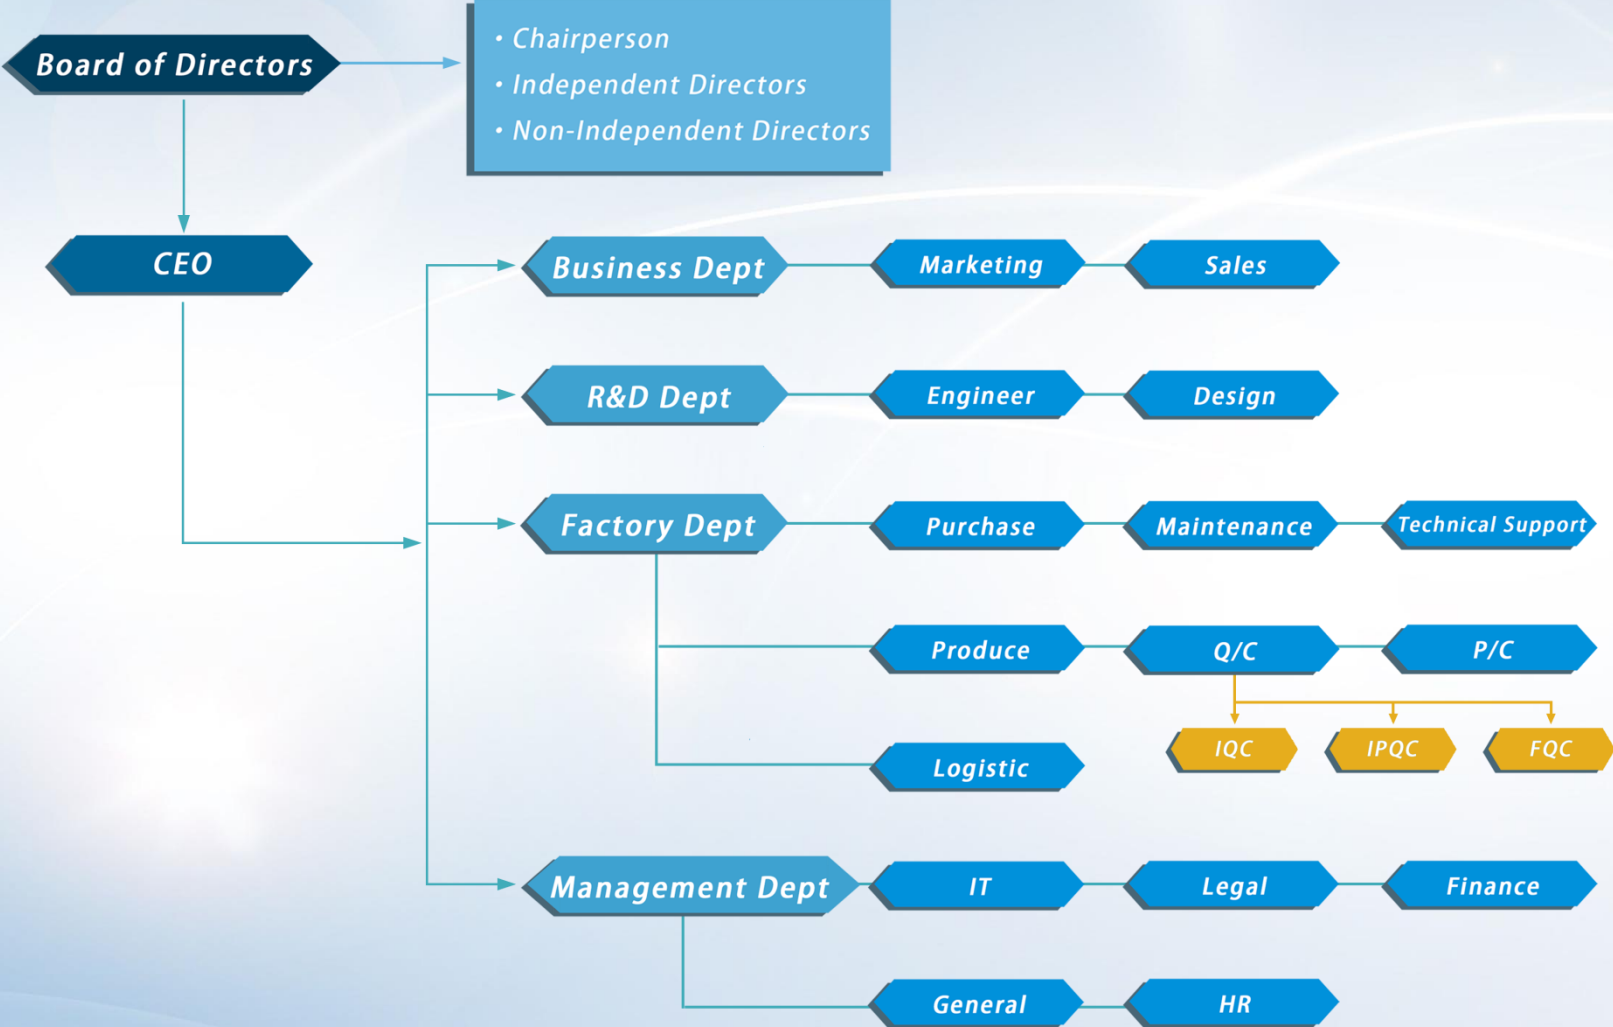 Board of Directors
• Chairperson
• Independent Directors
• Non-Independent Directors
CEO
Business Dept
Marketing
Sales
R&D Dept
Engineer
Design
Factory Dept
Purchase
Maintenance
Technical Support
Produce
Q/C
P/C
IQC
IPQC
FQC
Logistic
Management Dept
IT
Legal
Finance
General
HR